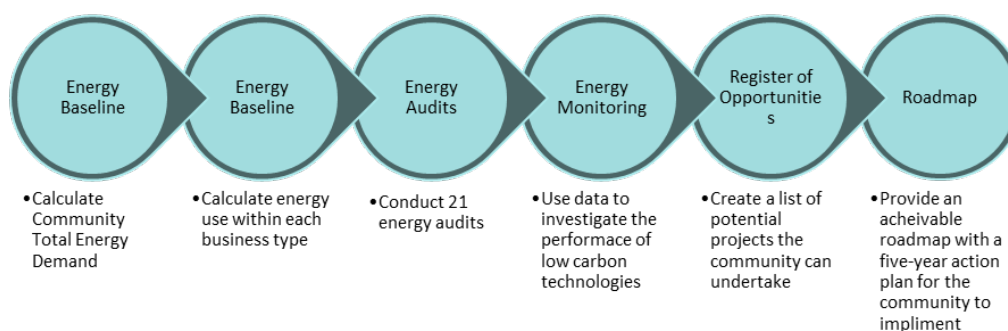 Energy
Baseline
Energy
Baseline
Energy
Audits
Energy
Monitoring
Register of
Opportunitie
s
Roadmap
•Calculate
Community
Total Energy
Demand
•Calculate energy
use within each
business type
•Conduct 21
energy audits
•Use data to
investigate the
performace of
low carbon
technologies
•Create a list of
potential
projects the
community can
undertake
•Provide an
acheivable
roadmap with a
five-year action
plan for the
community to
impliment